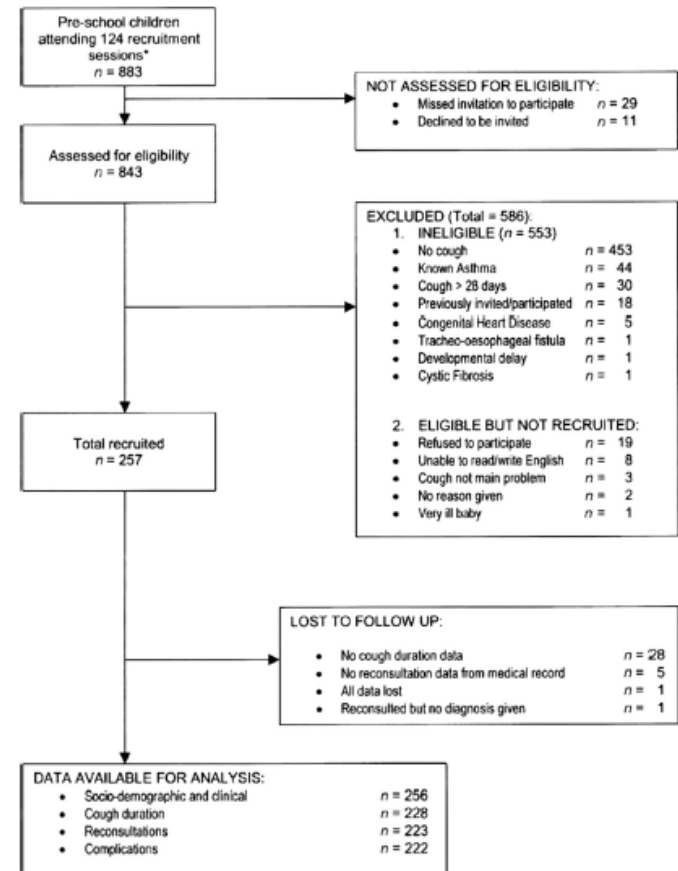 Pre-school children
attending 124 recruitment
sessions*
n = 883
NOT ASSESSED FOR ELIGIBILITY:
• Missed invitation to participate n = 29
• Declined to be invited n = 11
Assessed for eligibility
n = 843
EXCLUDED (Total = 586):
1. INELIGIBLE (n = 553)
• No cough n = 453
• Known Asthma n = 44
• Cough > 28 days n = 30
• Previously invited/participated n = 18
• Congenital Heart Disease n = 5
• Tracheo-oesophageal fistula n = 1
• Developmental delay n = 1
• Cystic Fibrosis n = 1
2. ELIGIBLE BUT NOT RECRUITED:
• Refused to participate n = 19
• Unable to read/write English n = 8
• Cough not main problem n = 3
• No reason given n = 2
• Very ill baby n = 1
Total recruited
n = 257
LOST TO FOLLOW UP:
• No cough duration data n = 28
• No reconsultation data from medical record n = 5
• All data lost n = 1
• Reconsulted but no diagnosis given n = 1
DATA AVAILABLE FOR ANALYSIS:
• Socio-demographic and clinical n = 256
• Cough duration n = 228
• Reconsultations n = 223
• Complications n = 222